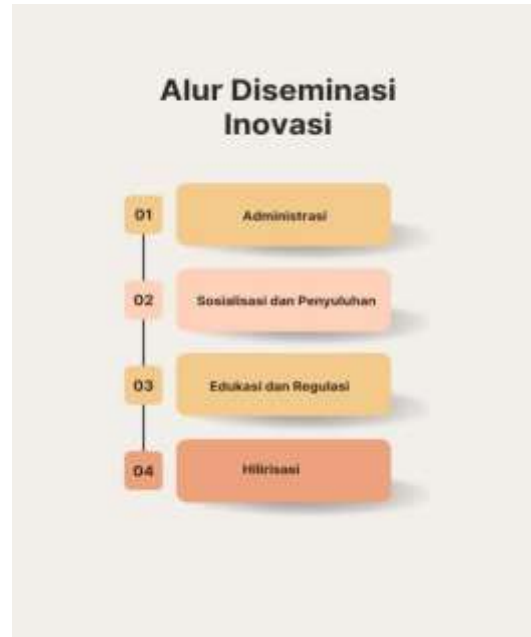 Alur Diseminasi
Inovasi
01
Administrasi
02
Sosialisasi dan Penyuluhan
03
Edukasi dan Regulasi
04
Hilirisasi